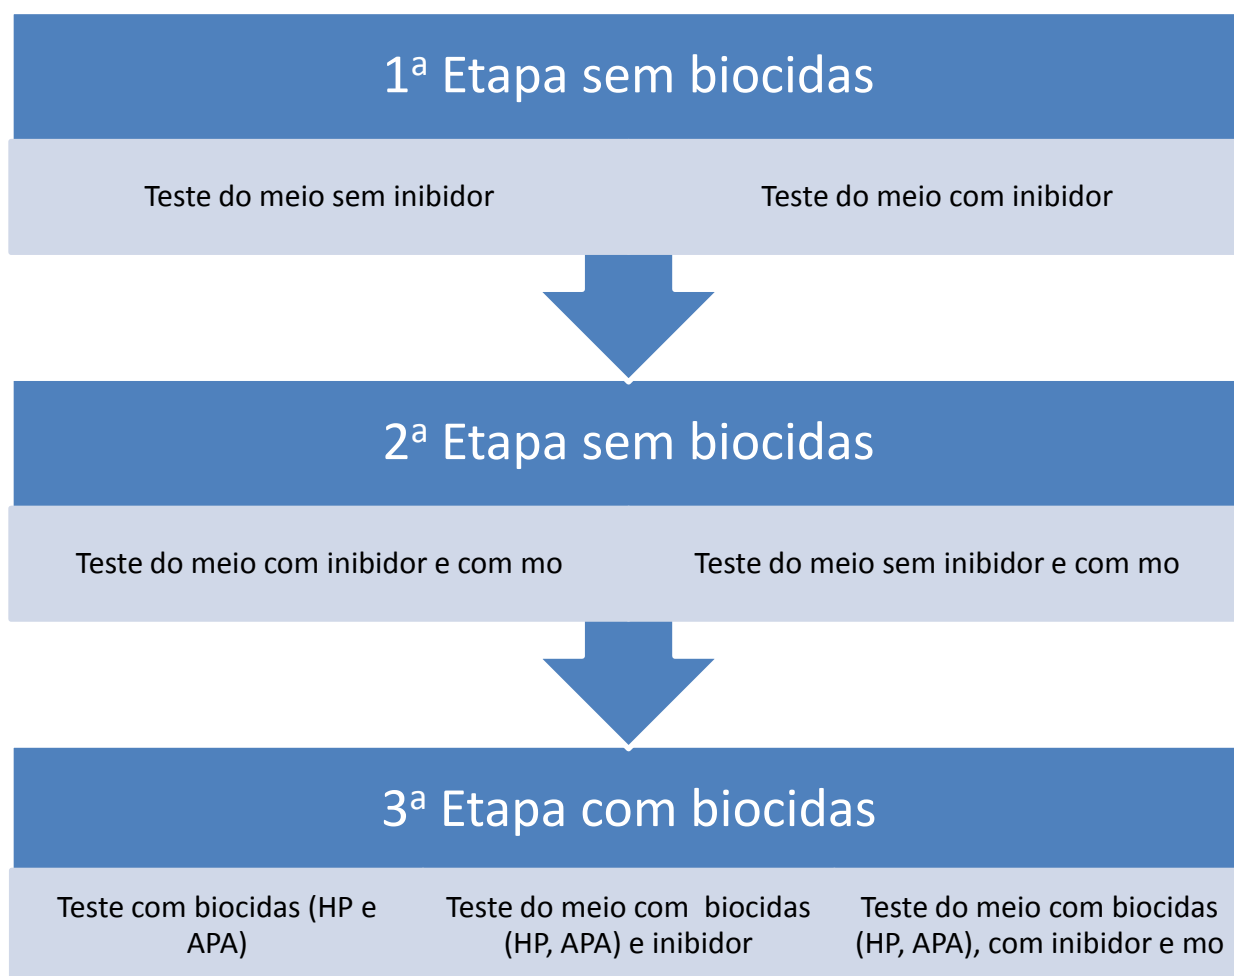 1ª Etapa sem biocidas
Teste do meio sem inibidor
Teste do meio com inibidor
2ª Etapa sem biocidas
Teste do meio com inibidor e com mo
Teste do meio sem inibidor e com mo
3ª Etapa com biocidas
Teste com biocidas (HP e
APA)
Teste do meio com  biocidas
(HP, APA) e inibidor
Teste do meio com biocidas
(HP, APA), com inibidor e mo